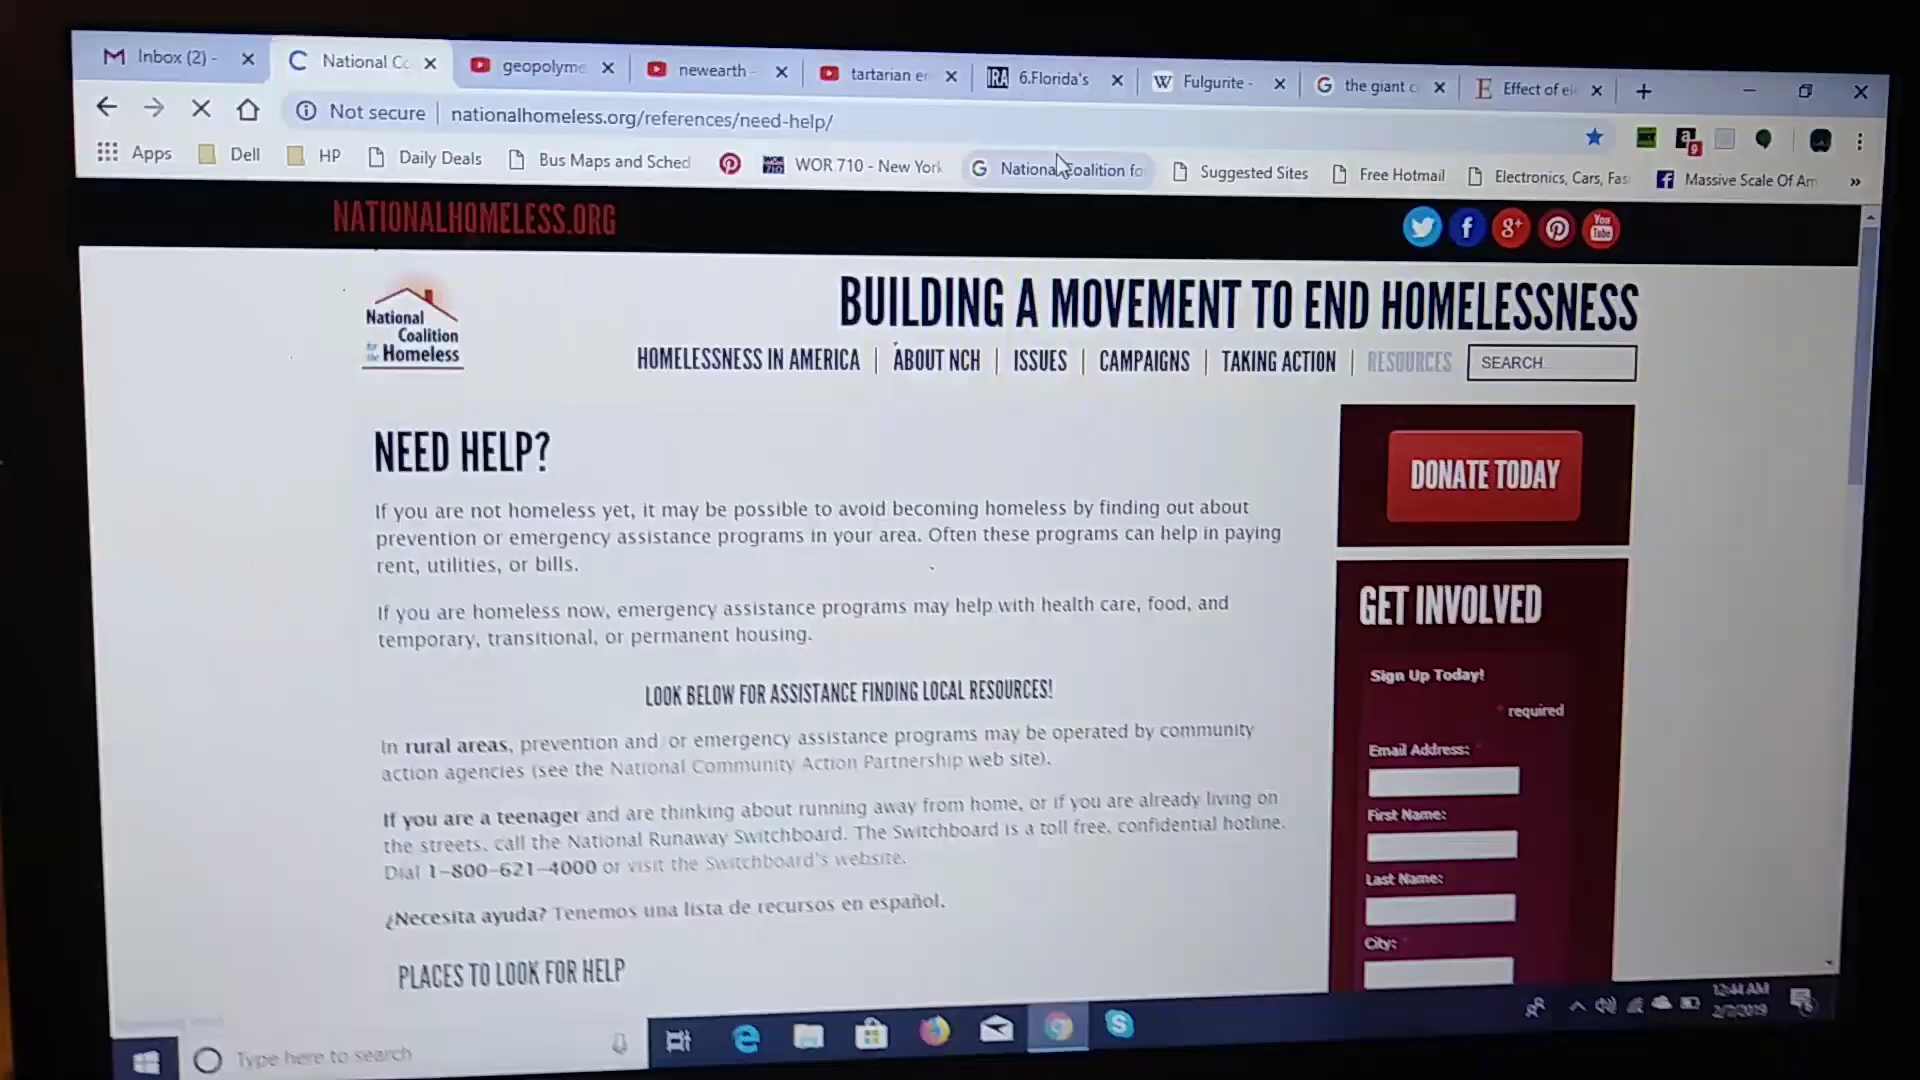 Inbox (2) -
National Co
geopolyme
newearth -
tartarian e
IRA 6.Florida's
W Fulgurite -
G the giant c
E Effect of el
Not secure nationalhomeless.org/references/need-help/
Apps Dell HP Daily Deals Bus Maps and Sched WOR 710 - New York National Coalition fo Suggested Sites Free Hotmail Electronics, Cars, Fas Massive Scale Of Am »
NATIONALHOMELESS.ORG
National
Coalition
for the Homeless
BUILDING A MOVEMENT TO END HOMELESSNESS
HOMELESSNESS IN AMERICA | ABOUT NCH | ISSUES | CAMPAIGNS | TAKING ACTION | RESOURCES SEARCH
NEED HELP?
If you are not homeless yet, it may be possible to avoid becoming homeless by finding out about
prevention or emergency assistance programs in your area. Often these programs can help in paying
rent, utilities, or bills.
If you are homeless now, emergency assistance programs may help with health care, food, and
temporary, transitional, or permanent housing.
LOOK BELOW FOR ASSISTANCE FINDING LOCAL RESOURCES!
In rural areas, prevention and/or emergency assistance programs may be operated by community
action agencies (see the National Community Action Partnership web site).
If you are a teenager and are thinking about running away from home, or if you are already living on
the streets, call the National Runaway Switchboard. The Switchboard is a toll free, confidential hotline.
Dial 1-800-621-4000 or visit the Switchboard's website.
¿Necesita ayuda? Tenemos una lista de recursos en español.
PLACES TO LOOK FOR HELP
DONATE TODAY
GET INVOLVED
Sign Up Today!
* required
Email Address: *
First Name:
Last Name:
City: *
Type here to search
12:44 AM